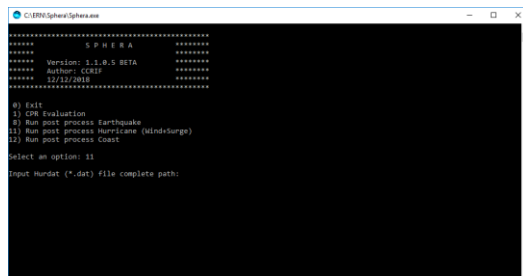 C:\ERN\Sphera\Sphera.exe
**************************************************
****** S P H E R A ********
****** ********
****** Version: 1.1.0.5 BETA ********
****** Author: CCRIF ********
****** 12/12/2018 ********
**************************************************
0) Exit
1) CPR Evaluation
8) Run post process Earthquake
11) Run post process Hurricane (Wind+Surge)
12) Run post process Coast
Select an option: 11
Input Hurdat (*.dat) file complete path: